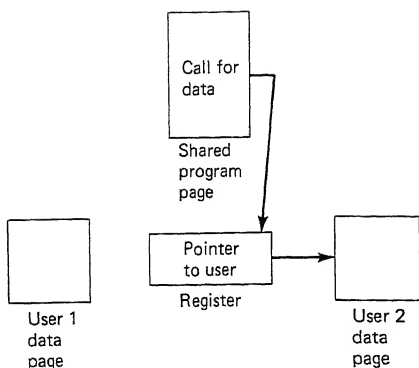 Call for
data
Shared
program
page
Pointer
to user
Register
User 1
data
page
User 2
data
page